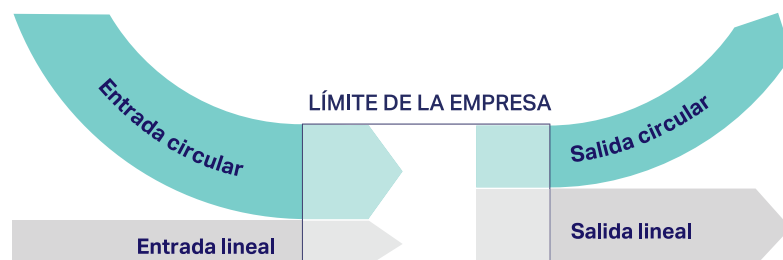 LÍMITE DE LA EMPRESA
Entrada circular
Salida circular
Entrada lineal
Salida lineal